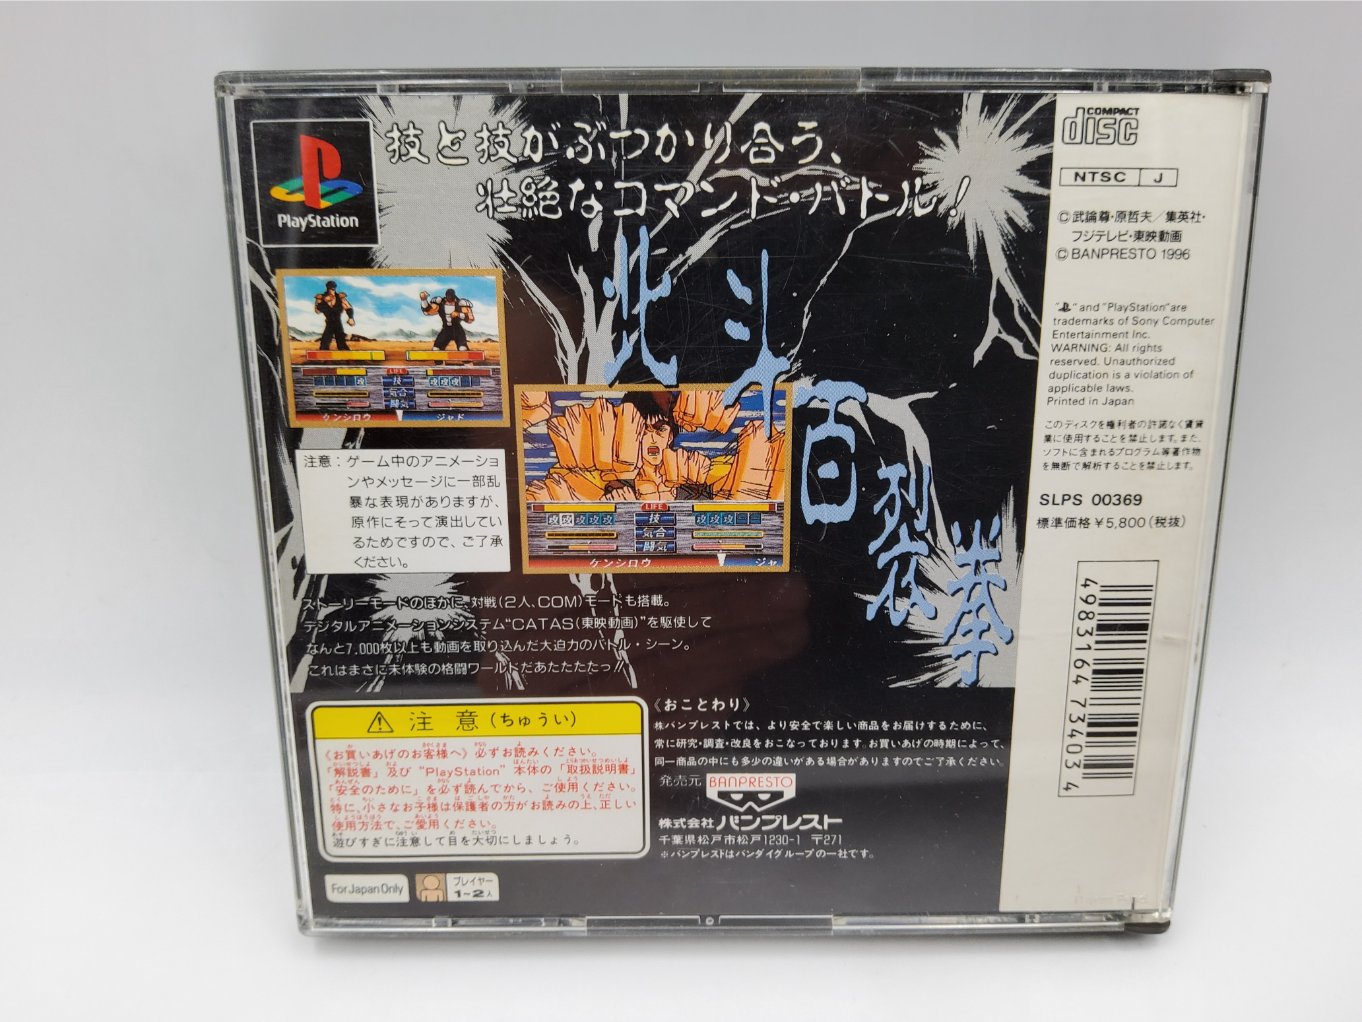 PlayStation
技と技がぶつかり合う、
壮絶なコマンド・バトル!
北斗百裂拳
LIFE
技
気合
闘気
ケンシロウ
ジャド
LIFE
攻攻攻攻攻 技 攻攻攻
気合
闘気
ケンシロウ
ジャ
注意:ゲーム中のアニメーショ
ンやメッセージに一部乱
暴な表現がありますが、
原作にそって演出してい
るためですので、ご了承
ください。
ストーリーモードのほかに、対戦(2人、COM)モードも搭載。
デジタルアニメーションシステム“CATAS(東映動画)”を駆使して
なんと7,000枚以上も動画を取り込んだ大迫力のバトル・シーン。
これはまさに未体験の格闘ワールドだあたたたたっ!!
注意(ちゅうい)
《お買いあげのお客様へ》必ずお読みください。
「解説書」及び “PlayStation” 本体の「取扱説明書」
「安全のために」を必ず読んでから、ご使用ください。
特に、小さなお子様は保護者の方がお読みの上、正しい
使用方法で、ご愛用ください。
遊びすぎに注意して目を大切にしましょう。
For Japan Only
プレイヤー
1~2人
《おことわり》
㈱バンプレストでは、より安全で楽しい商品をお届けするために、
常に研究・調査・改良をおこなっております。お買いあげの時期によって、
同一商品の中にも多少の違いがある場合がありますのでご了承ください。
発売元 BANPRESTO
株式会社バンプレスト
千葉県松戸市松戸1230-1 〒271
※バンプレストはバンダイグループの一社です。
COMPACT
disc
NTSC J
©武論尊・原哲夫/集英社・
フジテレビ・東映動画
©BANPRESTO 1996
“ ” and “PlayStation” are
trademarks of Sony Computer
Entertainment Inc.
WARNING: All rights
reserved. Unauthorized
duplication is a violation of
applicable laws.
Printed in Japan
このディスクを権利者の許諾なく賃貸
業に使用することを禁止します。また、
ソフトに含まれるプログラム等著作物
を無断で解析することを禁止します。
SLPS 00369
標準価格¥5,800(税抜)
4983164734034